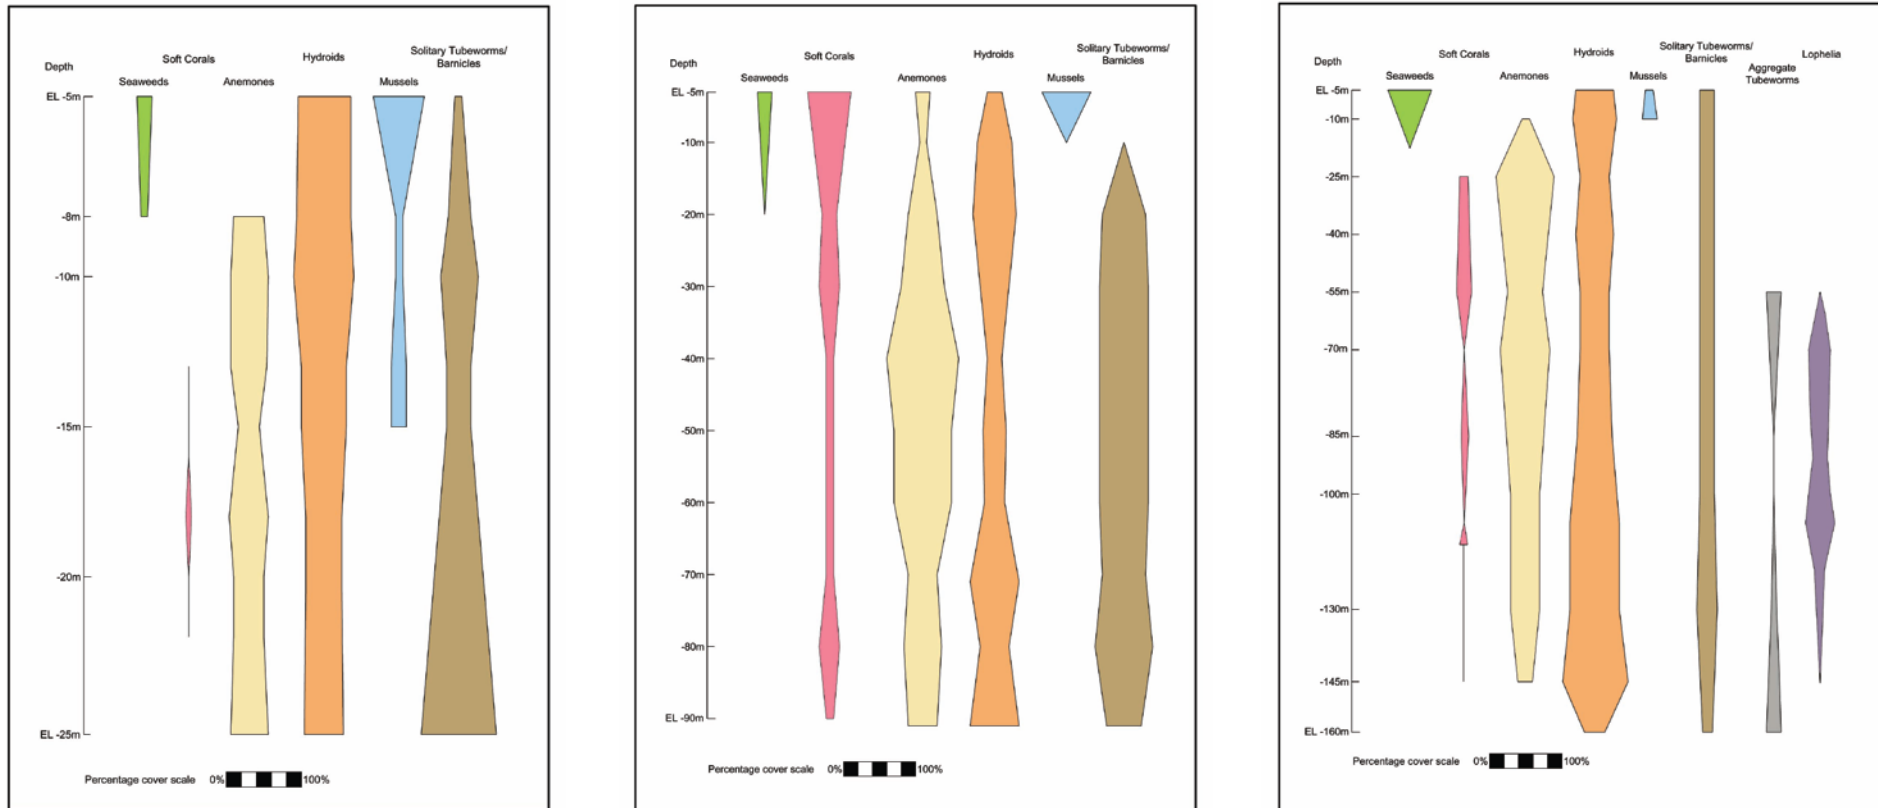 Solitary Tubeworms/
Barnicles
Soft Corals
Hydroids
Depth
Seaweeds
Anemones
Mussels
EL -5m
-8m
-10m
-15m
-20m
EL -25m
Percentage cover scale 0% 100%
Solitary Tubeworms/
Barnicles
Soft Corals
Hydroids
Depth
Seaweeds
Anemones
Mussels
EL -5m
-10m
-20m
-30m
-40m
-50m
-60m
-70m
-80m
EL -90m
Percentage cover scale 0% 100%
Solitary Tubeworms/
Barnicles
Soft Corals
Hydroids
Lophelia
Depth
Aggregate
Tubeworms
Seaweeds
Anemones
Mussels
EL -5m
-10m
-25m
-40m
-55m
-70m
-85m
-100m
-130m
-145m
EL -160m
Percentage cover scale 0% 100%